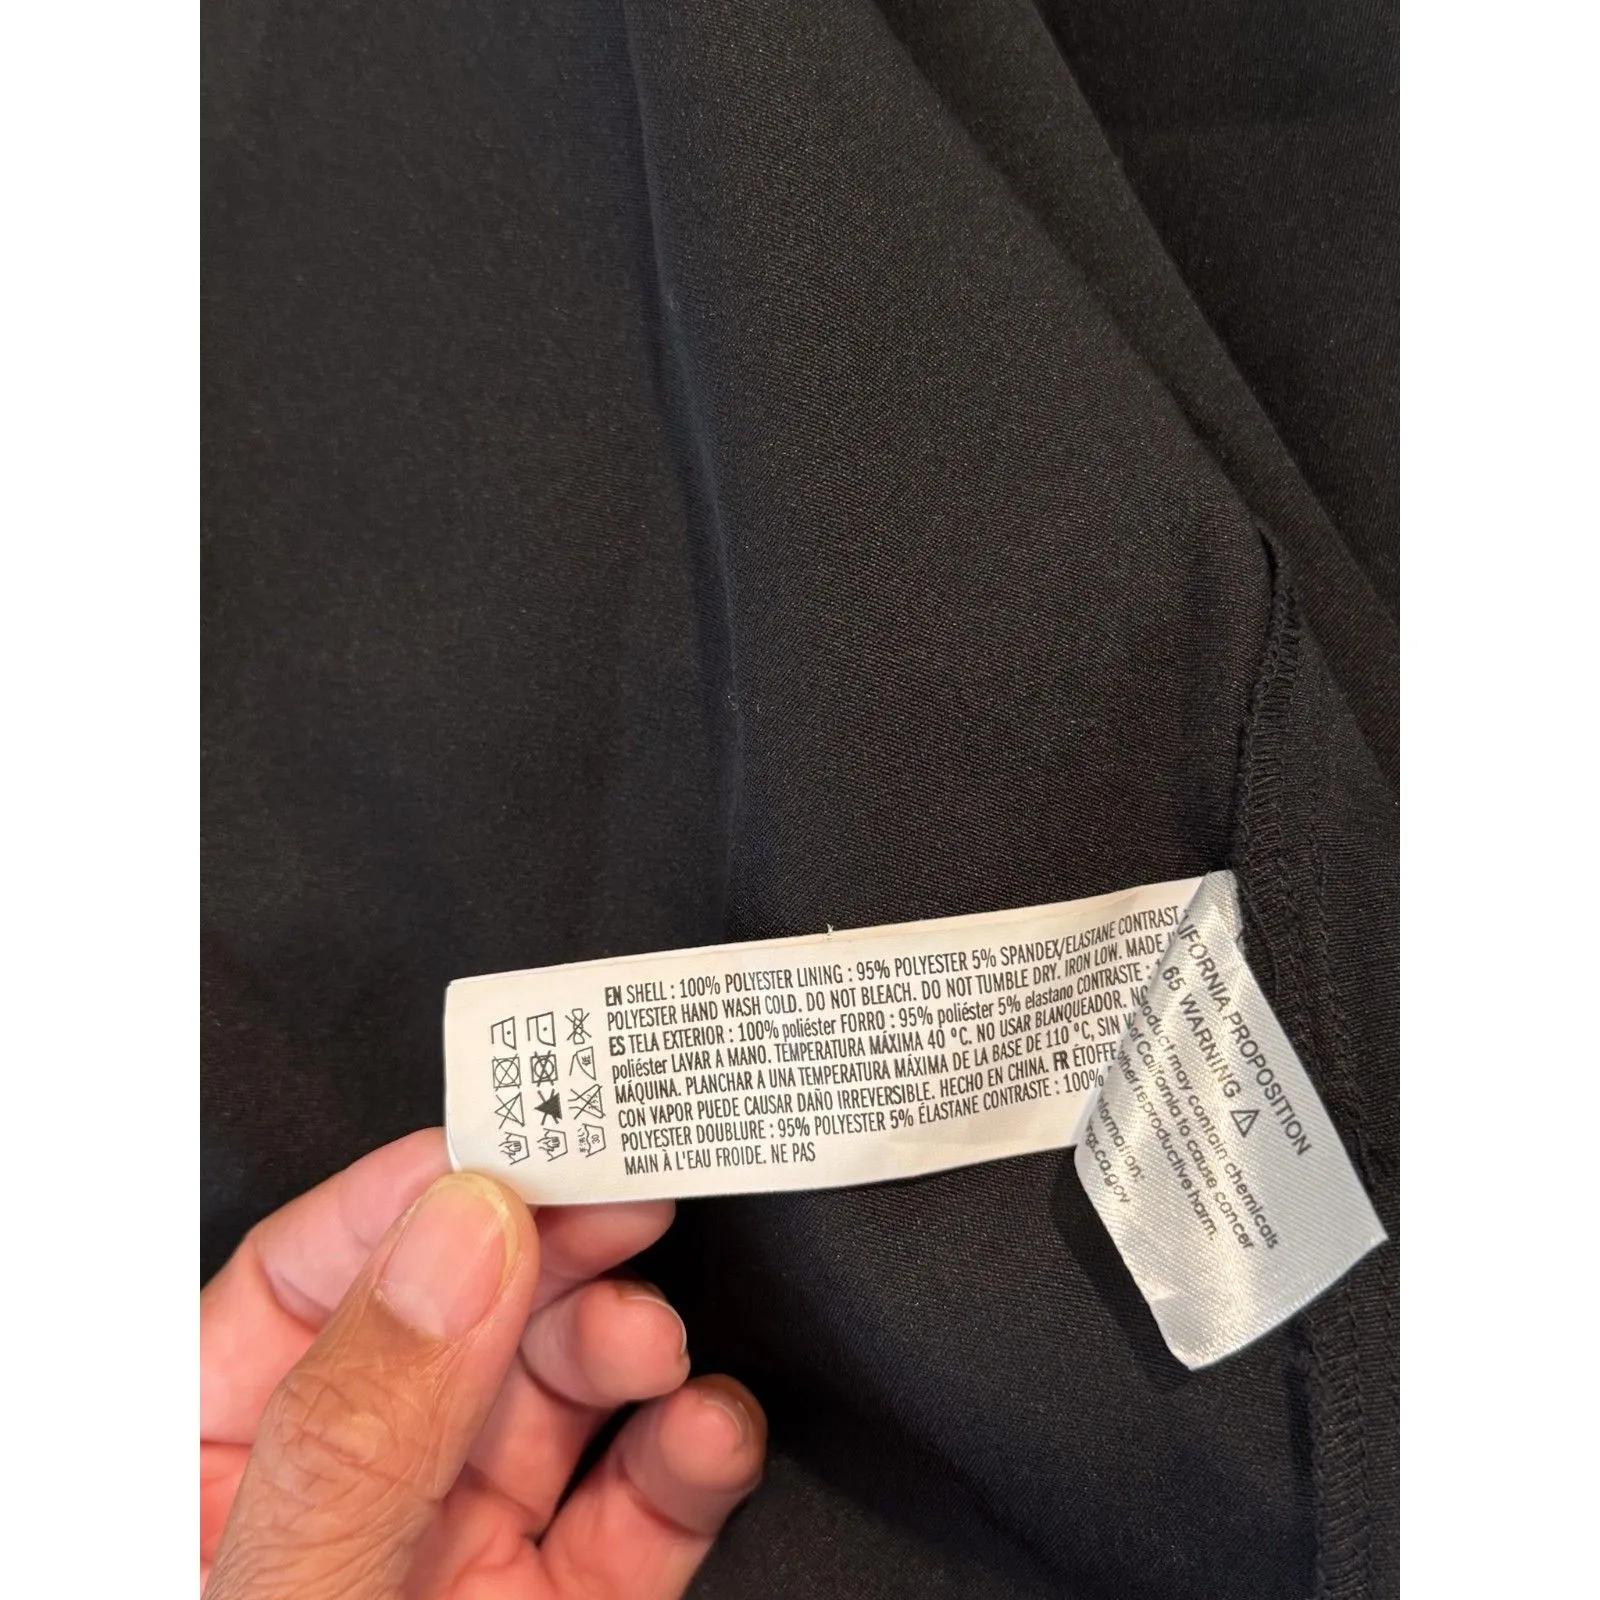 EN SHELL : 100% POLYESTER LINING : 95% POLYESTER 5% SPANDEX/ELASTANE CONTRAST
POLYESTER HAND WASH COLD. DO NOT BLEACH. DO NOT TUMBLE DRY. IRON LOW. MADE
ES TELA EXTERIOR : 100% poliéster FORRO : 95% poliéster 5% elastano CONTRASTE :
poliéster LAVAR A MANO. TEMPERATURA MÁXIMA 40 °C. NO USAR BLANQUEADOR.
MÁQUINA. PLANCHAR A UNA TEMPERATURA MÁXIMA DE LA BASE DE 110 °C, SIN
CON VAPOR PUEDE CAUSAR DAÑO IRREVERSIBLE. HECHO EN CHINA. FR ÉTOFFE
POLYESTER DOUBLURE : 95% POLYESTER 5% ÉLASTANE CONTRASTE : 100%
MAIN À L'EAU FROIDE. NE PAS
30
PROPOSITION
65 WARNING
may contain chemicals
of California to cause cancer
other reproductive harm.